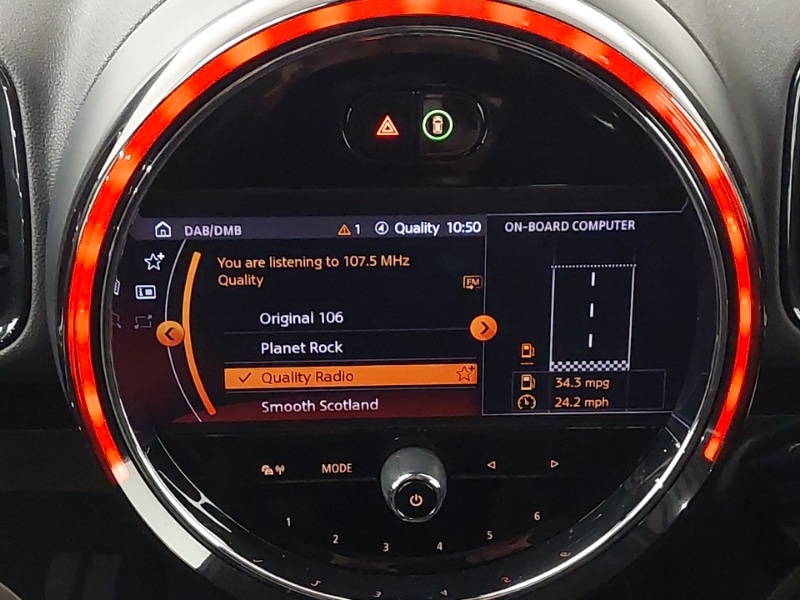 DAB/DMB
1 4 Quality 10:50
ON-BOARD COMPUTER
You are listening to 107.5 MHz
Quality
FM
Original 106
Planet Rock
Quality Radio
Smooth Scotland
34.3 mpg
24.2 mph
MODE
1 2 3 4 5 6